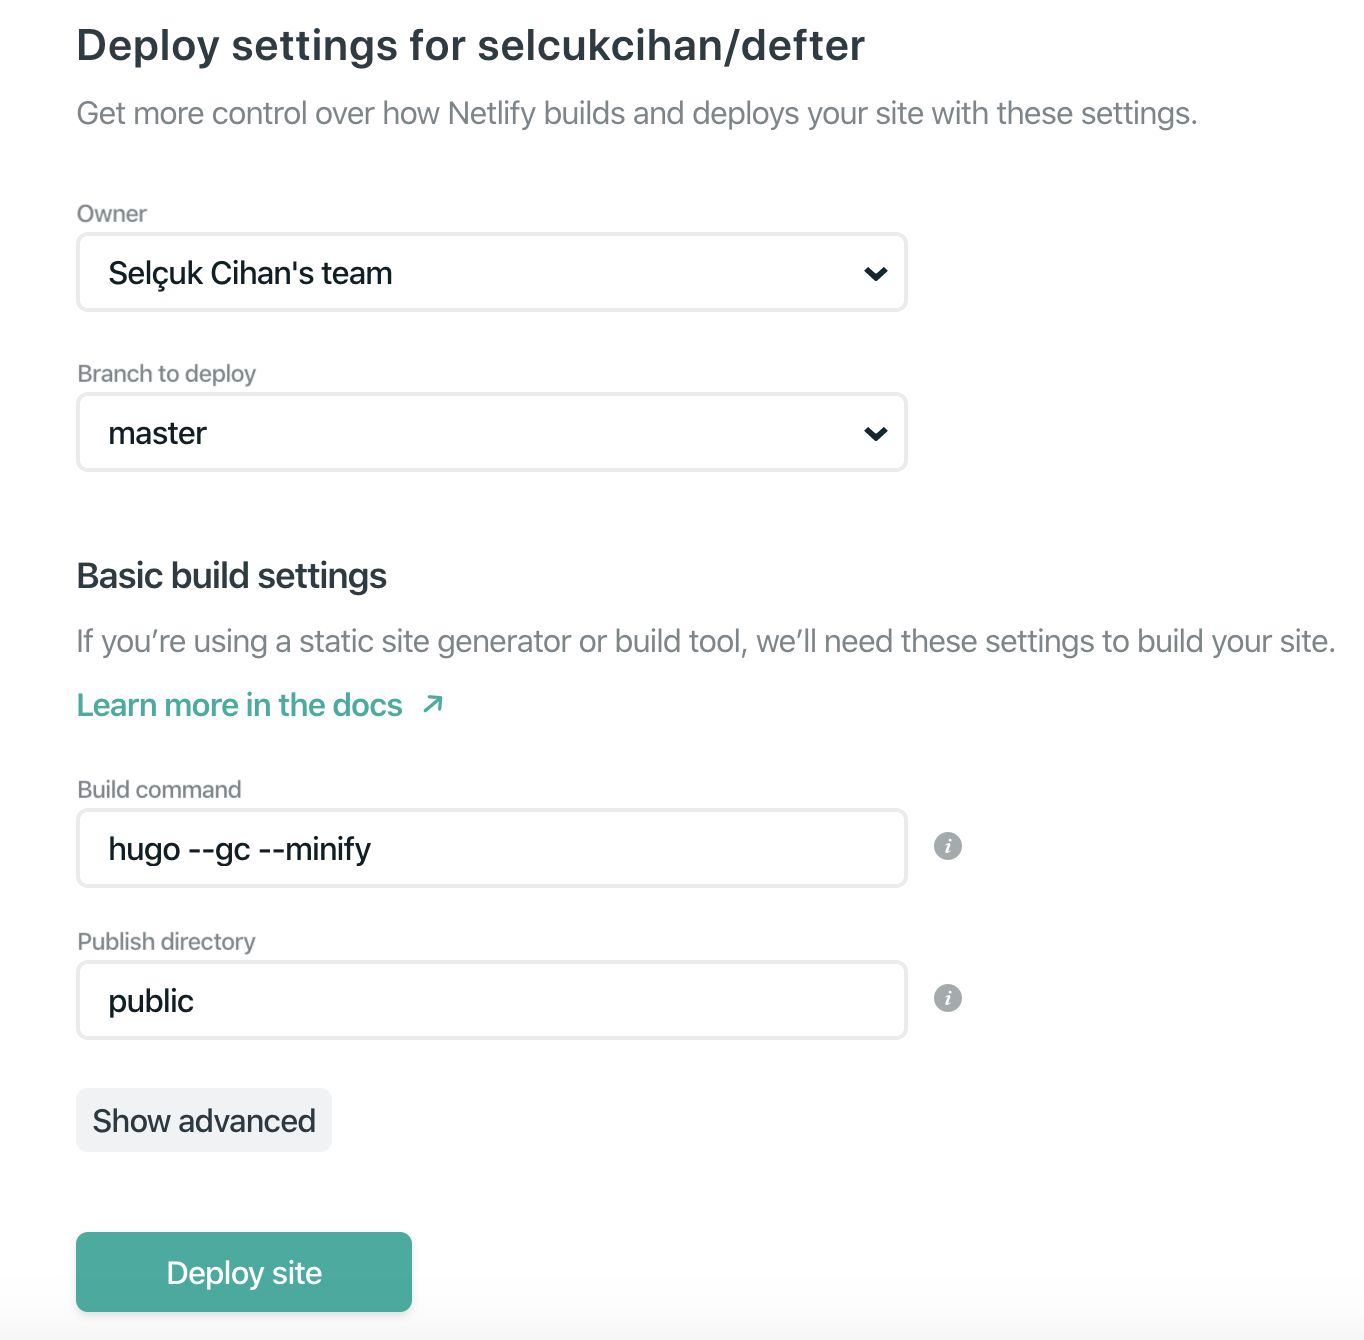 Deploy settings for selcukcihan/defter
Get more control over how Netlify builds and deploys your site with these settings.
Owner
Selçuk Cihan's team
Branch to deploy
master
Basic build settings
If you’re using a static site generator or build tool, we’ll need these settings to build your site.
Learn more in the docs ↗
Build command
hugo --gc --minify
i
Publish directory
public
i
Show advanced
Deploy site